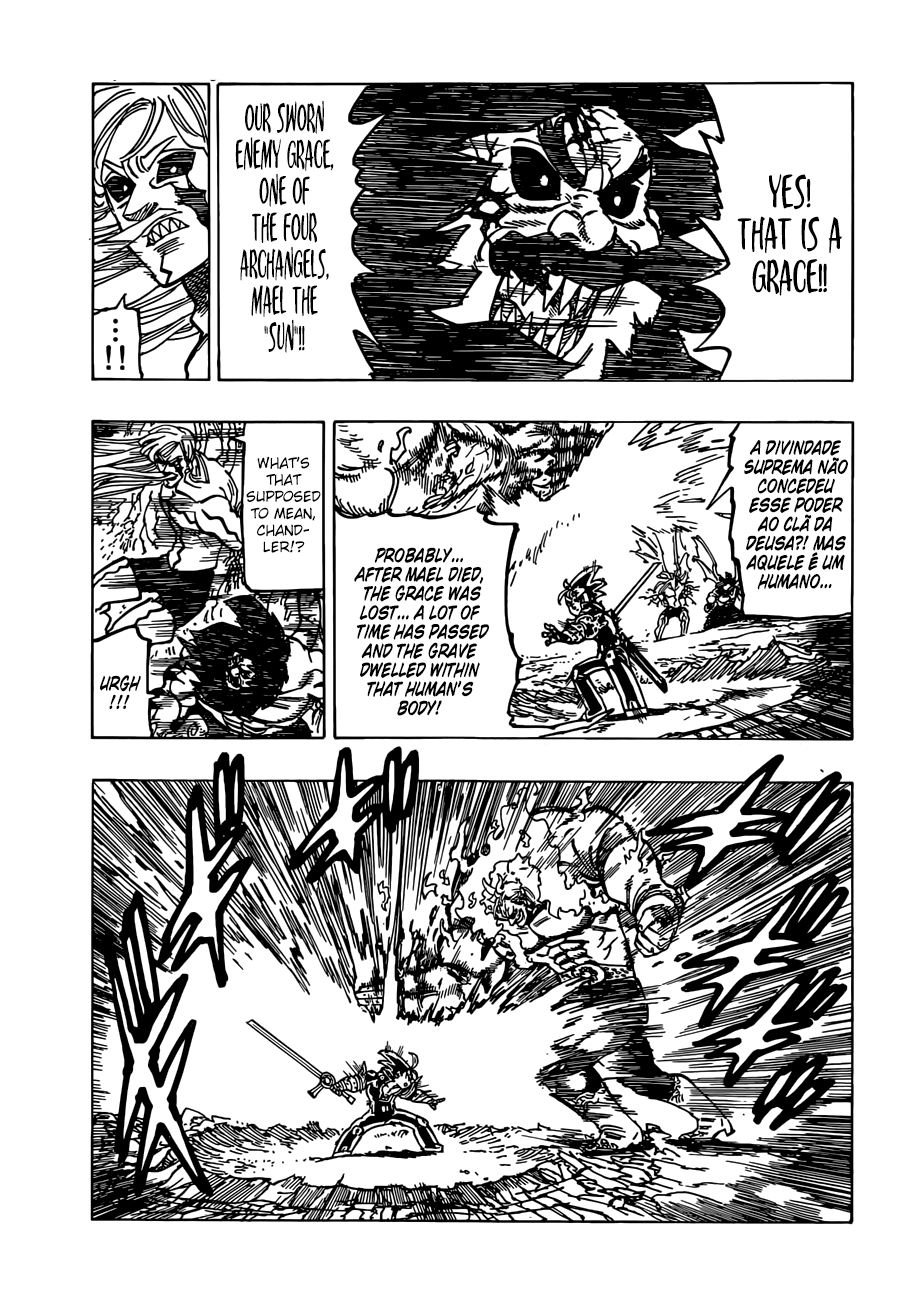 YES!
THAT IS A
GRACE!!
OUR SWORN
ENEMY GRACE,
ONE OF
THE FOUR
ARCHANGELS,
MAEL THE
"SUN"!!
...!!
A DIVINDADE
SUPREMA NÃO
CONCEDEU
ESSE PODER
AO CLÃ DA
DEUSA?! MAS
AQUELE É UM
HUMANO...
PROBABLY...
AFTER MAEL DIED,
THE GRACE WAS
LOST... A LOT OF
TIME HAS PASSED
AND THE GRAVE
DWELLED WITHIN
THAT HUMAN'S
BODY!
WHAT'S
THAT
SUPPOSED
TO MEAN,
CHAND-
LER!?
URGH
!!!
ドドド